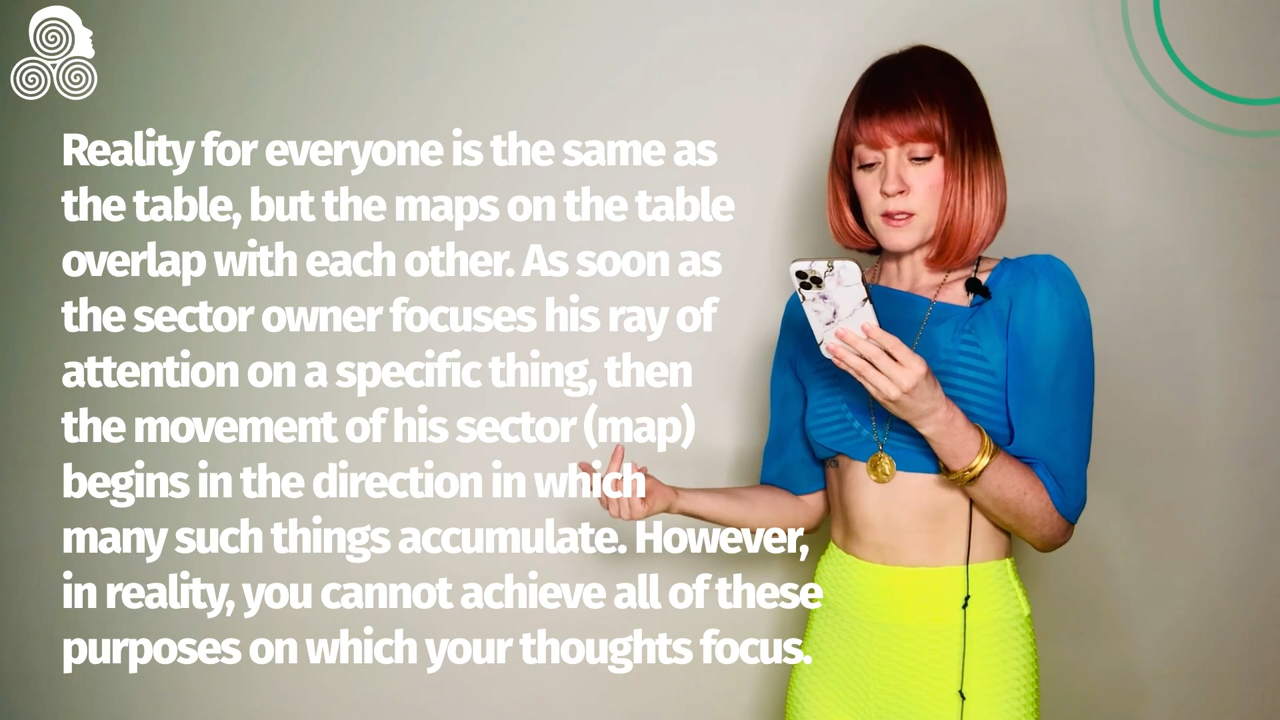 Reality for everyone is the same as
the table, but the maps on the table
overlap with each other. As soon as
the sector owner focuses his ray of
attention on a specific thing, then
the movement of his sector (map)
begins in the direction in which
many such things accumulate. However,
in reality, you cannot achieve all of these
purposes on which your thoughts focus.